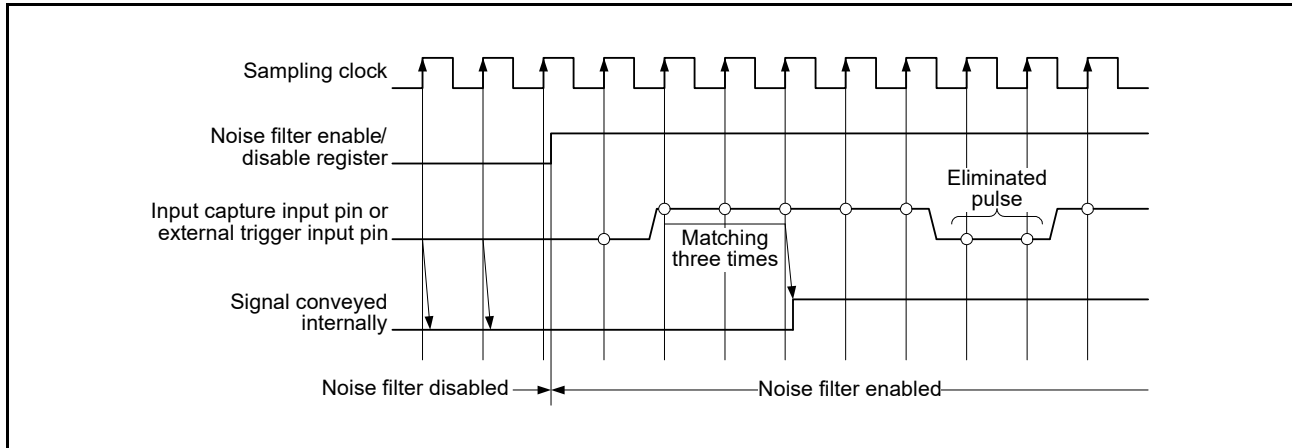 Sampling clock
Noise filter enable/
disable register
Eliminated
pulse
Input capture input pin or
external trigger input pin
Matching
three times
Signal conveyed
internally
Noise filter disabled
Noise filter enabled